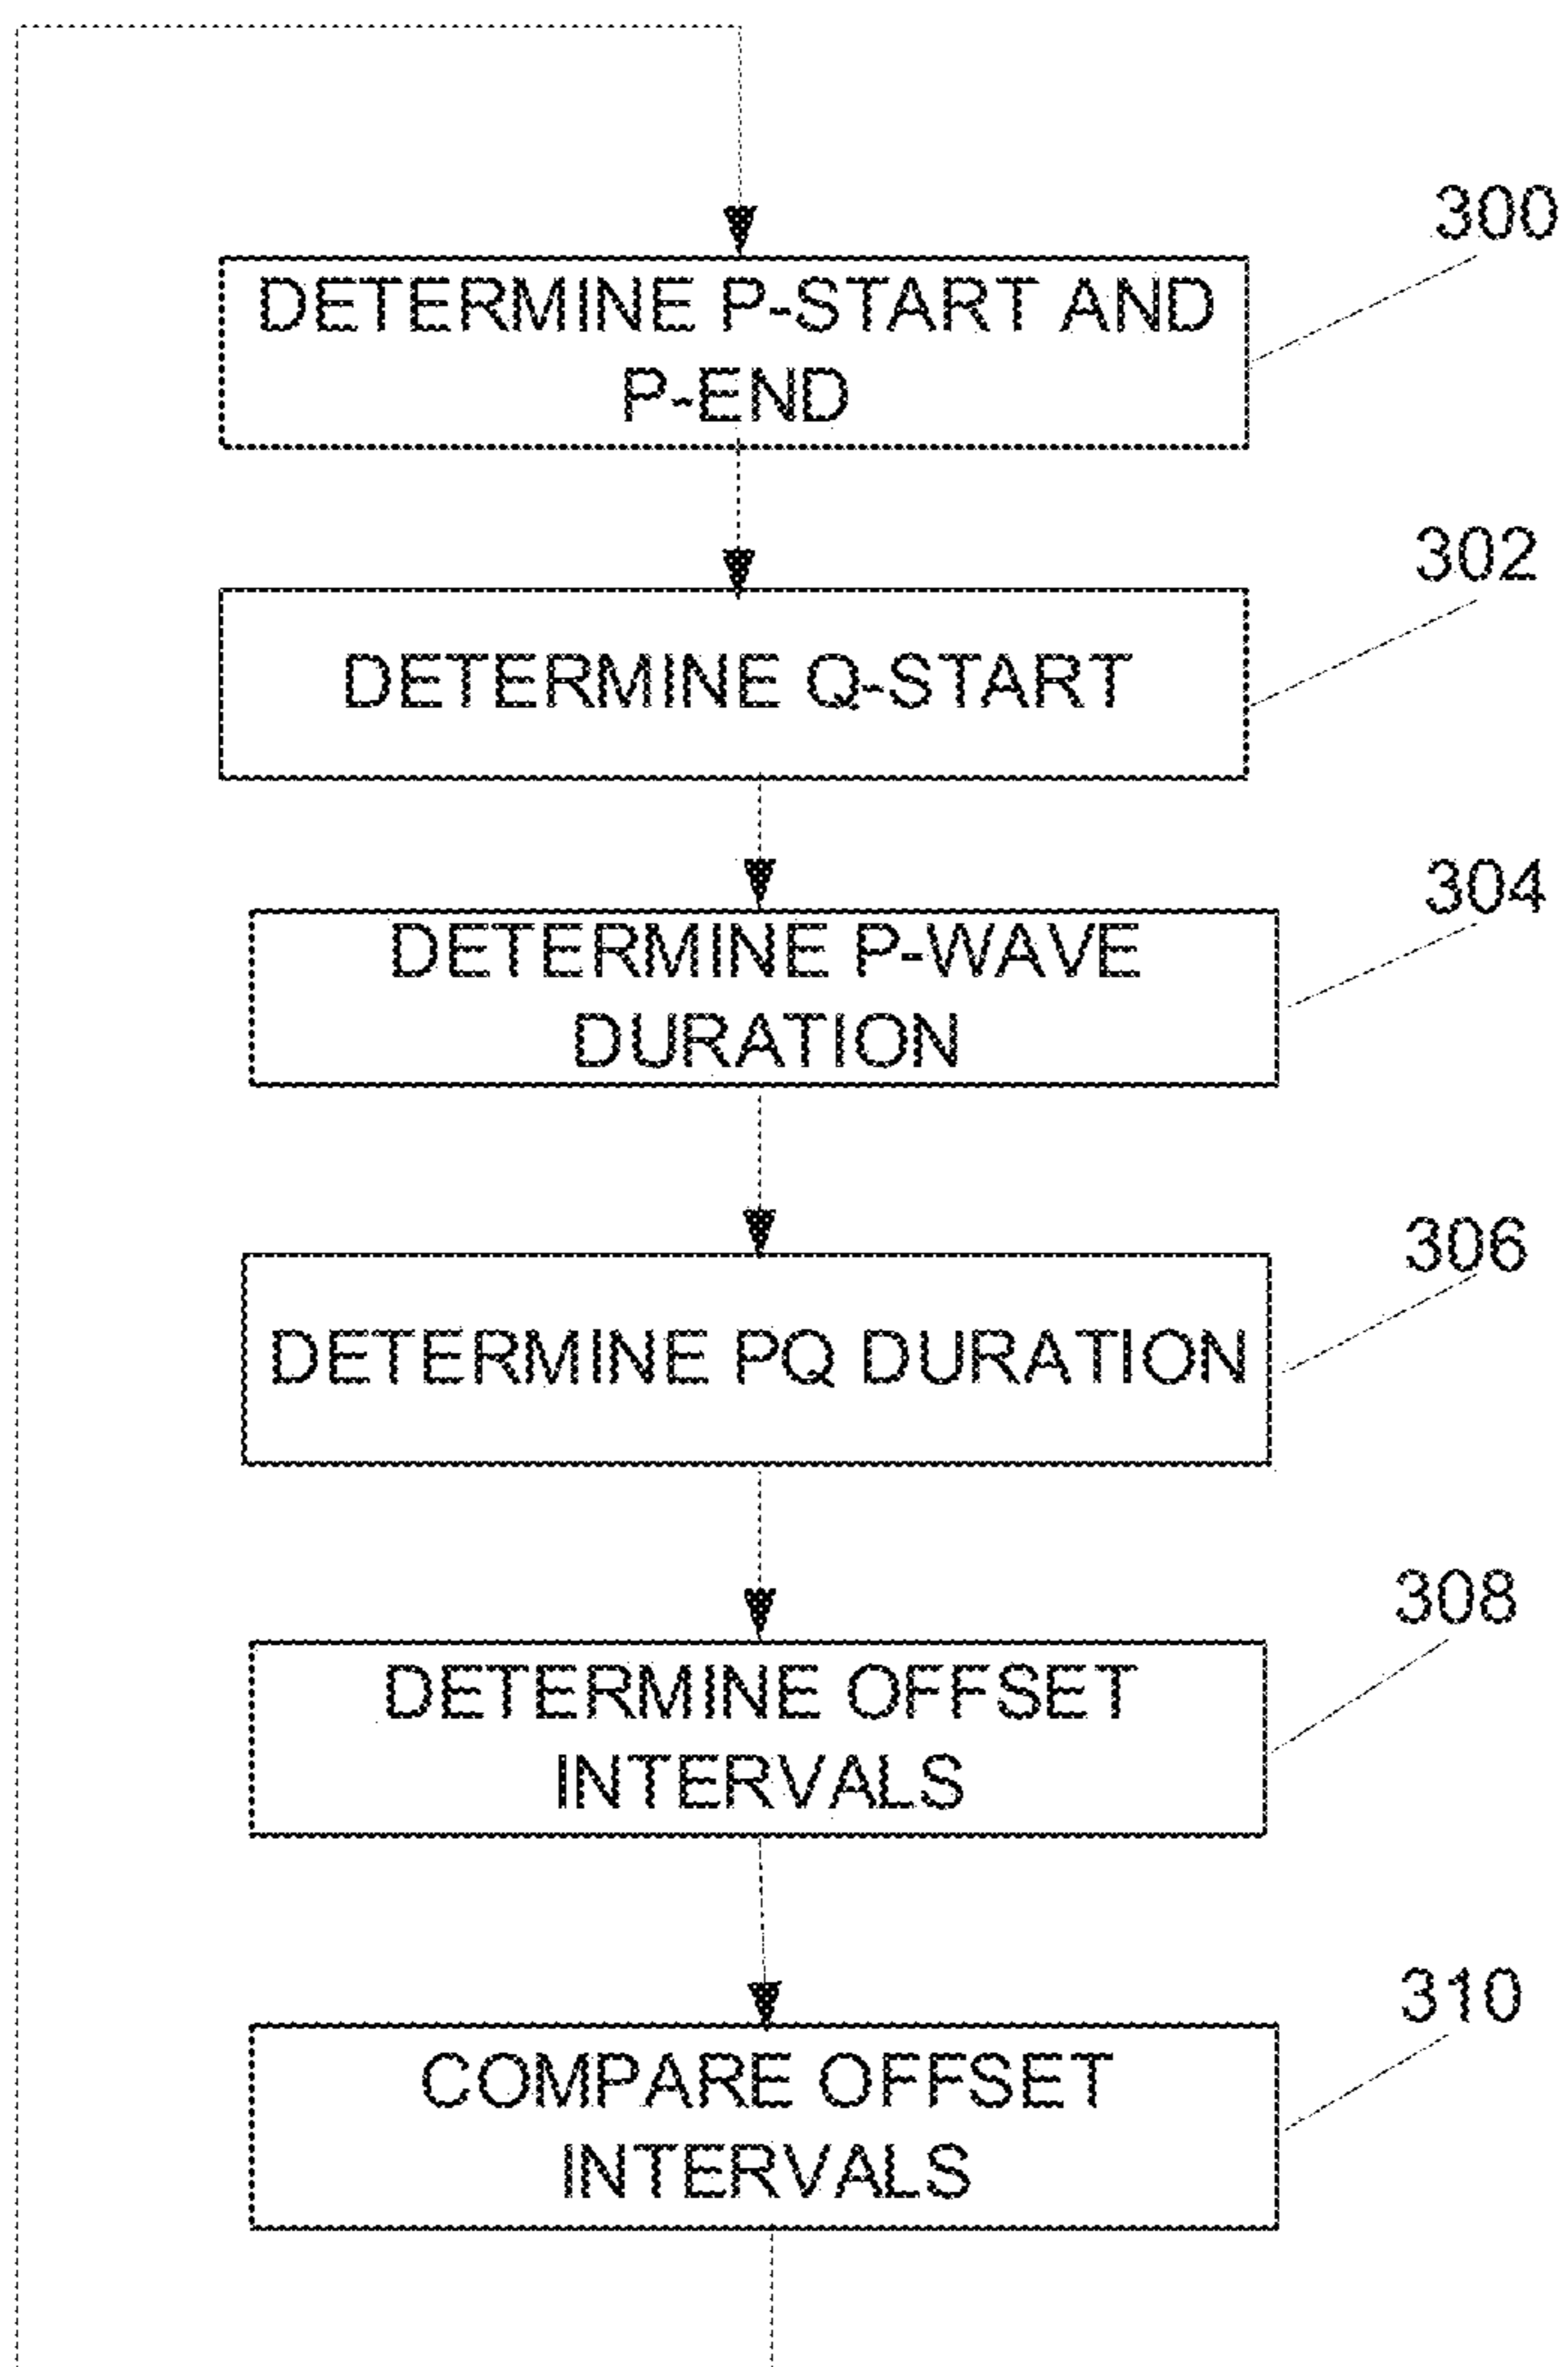 300
DETERMINE P-START AND
P-END
302
DETERMINE Q-START
304
DETERMINE P-WAVE
DURATION
306
DETERMINE PQ DURATION
308
DETERMINE OFFSET
INTERVALS
310
COMPARE OFFSET
INTERVALS